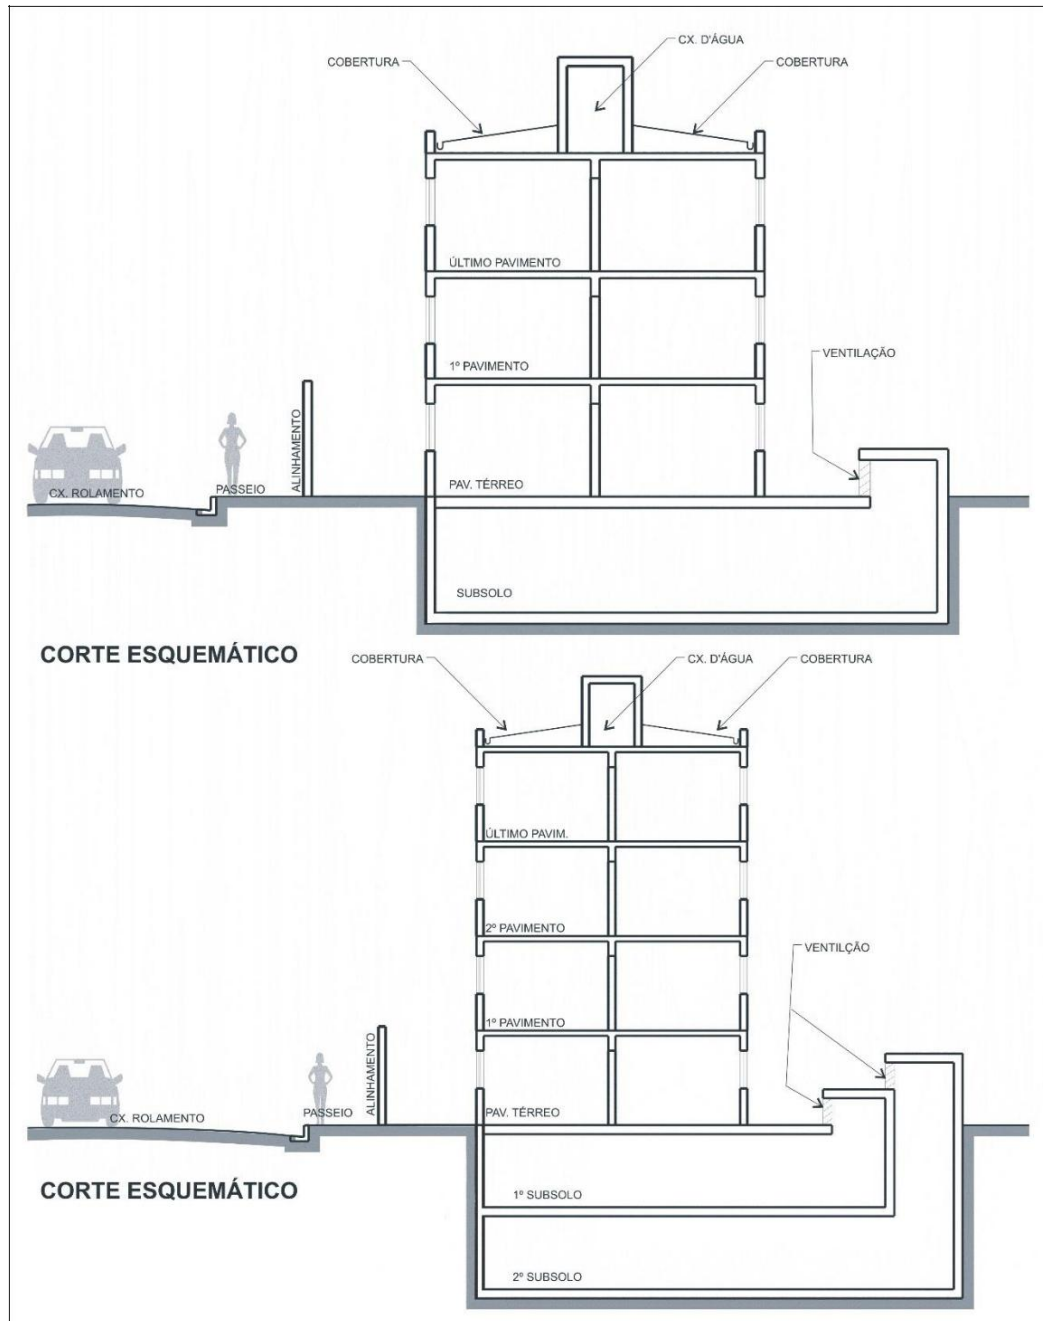 CX. D'ÁGUA
COBERTURA
COBERTURA
ÚLTIMO PAVIMENTO
VENTILAÇÃO
1º PAVIMENTO
ALINHAMENTO
PAV. TÉRREO
CX. ROLAMENTO
PASSEIO
SUBSOLO
CORTE ESQUEMÁTICO
COBERTURA
CX. D'ÁGUA
COBERTURA
ÚLTIMO PAVIM.
2º PAVIMENTO
VENTILÇÃO
1º PAVIMENTO
ALINHAMENTO
CX. ROLAMENTO
PASSEIO
PAV. TÉRREO
CORTE ESQUEMÁTICO
1º SUBSOLO
2º SUBSOLO